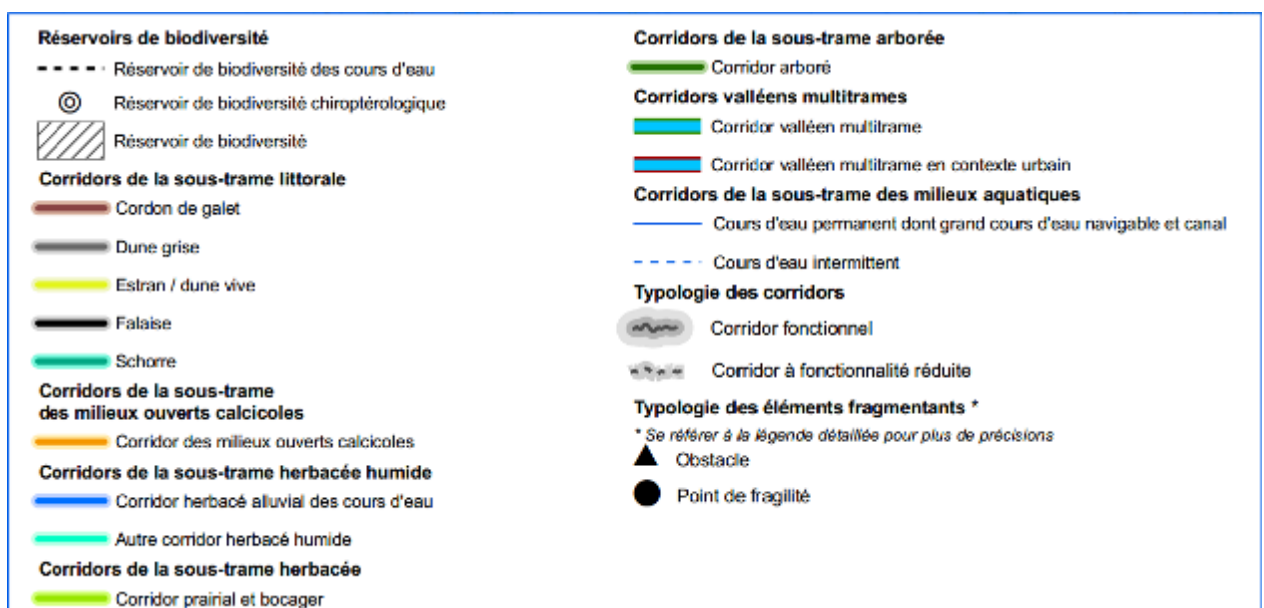 Réservoirs de biodiversité
Réservoir de biodiversité des cours d'eau
Réservoir de biodiversité chiroptérologique
Réservoir de biodiversité
Corridors de la sous-trame littorale
Cordon de galet
Dune grise
Estran / dune vive
Falaise
Schorre
Corridors de la sous-trame
des milieux ouverts calcicoles
Corridor des milieux ouverts calcicoles
Corridors de la sous-trame herbacée humide
Corridor herbacé alluvial des cours d'eau
Autre corridor herbacé humide
Corridors de la sous-trame herbacée
Corridor prairial et bocager
Corridors de la sous-trame arborée
Corridor arboré
Corridors valléens multitrames
Corridor valléen multitrame
Corridor valléen multitrame en contexte urbain
Corridors de la sous-trame des milieux aquatiques
Cours d'eau permanent dont grand cours d'eau navigable et canal
Cours d'eau intermittent
Typologie des corridors
Corridor fonctionnel
Corridor à fonctionnalité réduite
Typologie des éléments fragmentants *
* Se référer à la légende détaillée pour plus de précisions
Obstacle
Point de fragilité